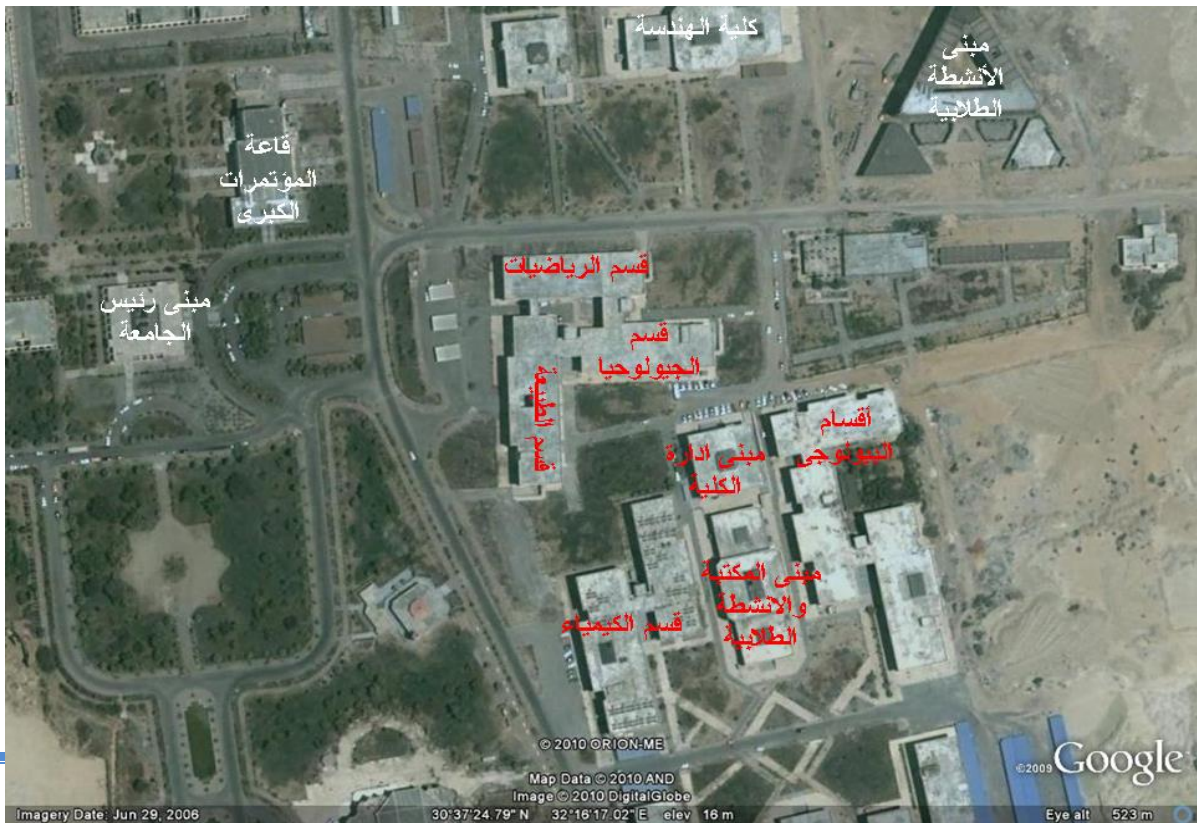 كلية الهندسة
مبنى
الأنشطة
الطلابية
قاعة
المؤتمرات
الكبرى
قسم الرياضيات
مبنى رئيس
الجامعة
قسم
الجيولوحيا
قسم الطبيعة
أقسام
البيولوجى
مبنى ادارة
الكلية
مبنى المكتبة
والانشطة
الطلابية
قسم الكيمياء
© 2010 ORION-ME
Map Data © 2010 AND
Image © 2010 DigitalGlobe
©2009 Google
Imagery Date: Jun 29, 2006 30°37'24.79" N 32°16'17.02" E elev 16 m Eye alt 523 m